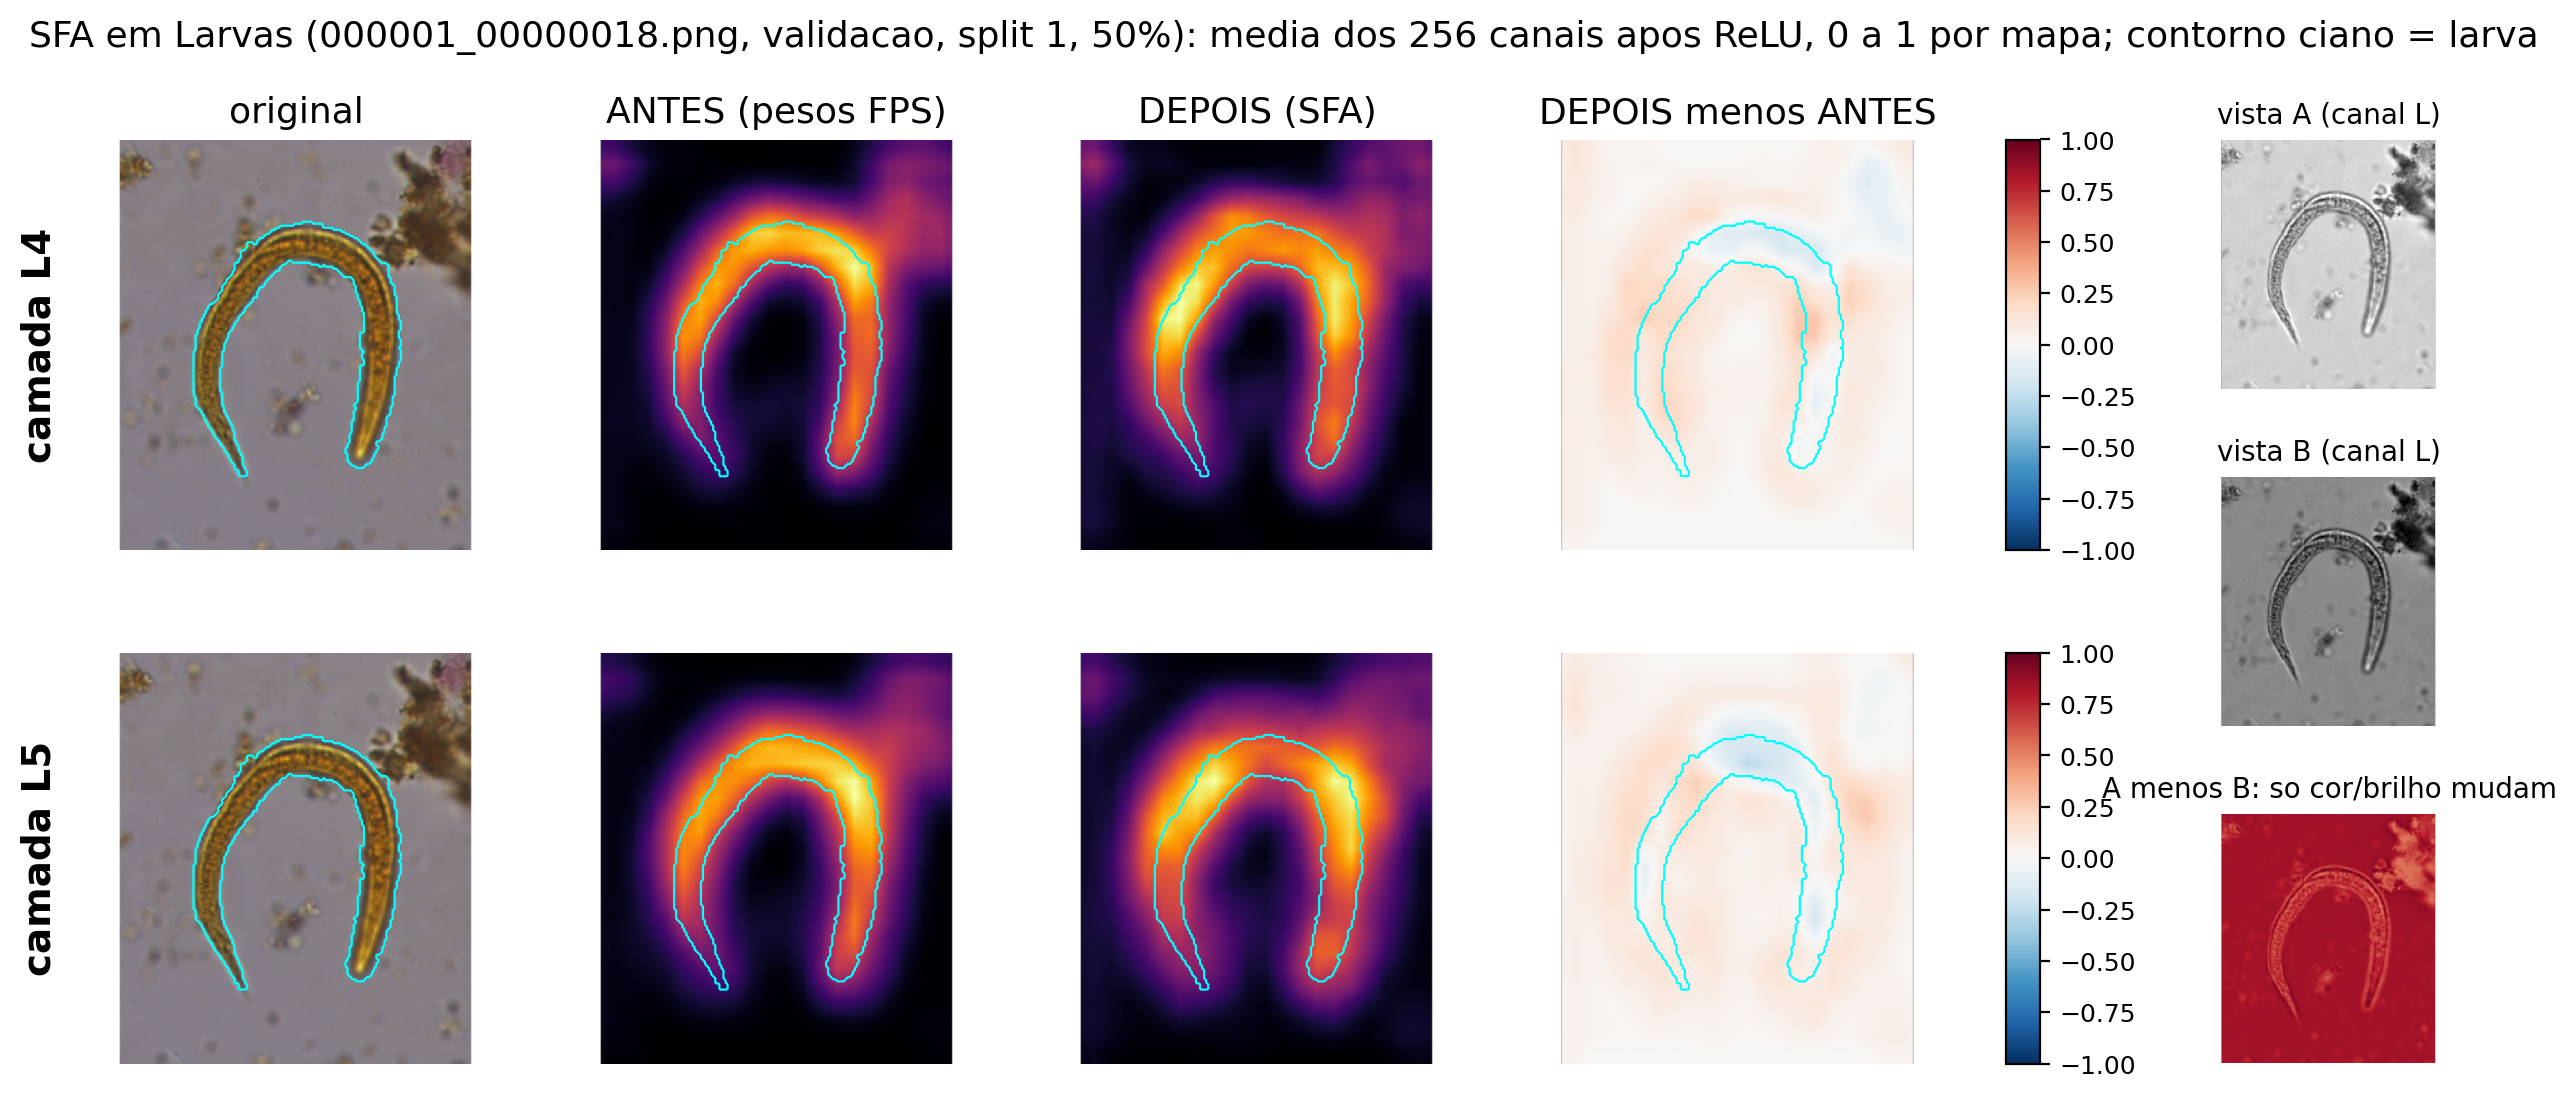 SFA em Larvas (000001_00000018.png, validacao, split 1, 50%): media dos 256 canais apos ReLU, 0 a 1 por mapa; contorno ciano = larva
original
ANTES (pesos FPS)
DEPOIS (SFA)
DEPOIS menos ANTES
vista A (canal L)
camada L4
1.00
0.75
0.50
0.25
0.00
−0.25
−0.50
−0.75
−1.00
vista B (canal L)
camada L5
1.00
0.75
0.50
0.25
0.00
−0.25
−0.50
−0.75
−1.00
A menos B: so cor/brilho mudam